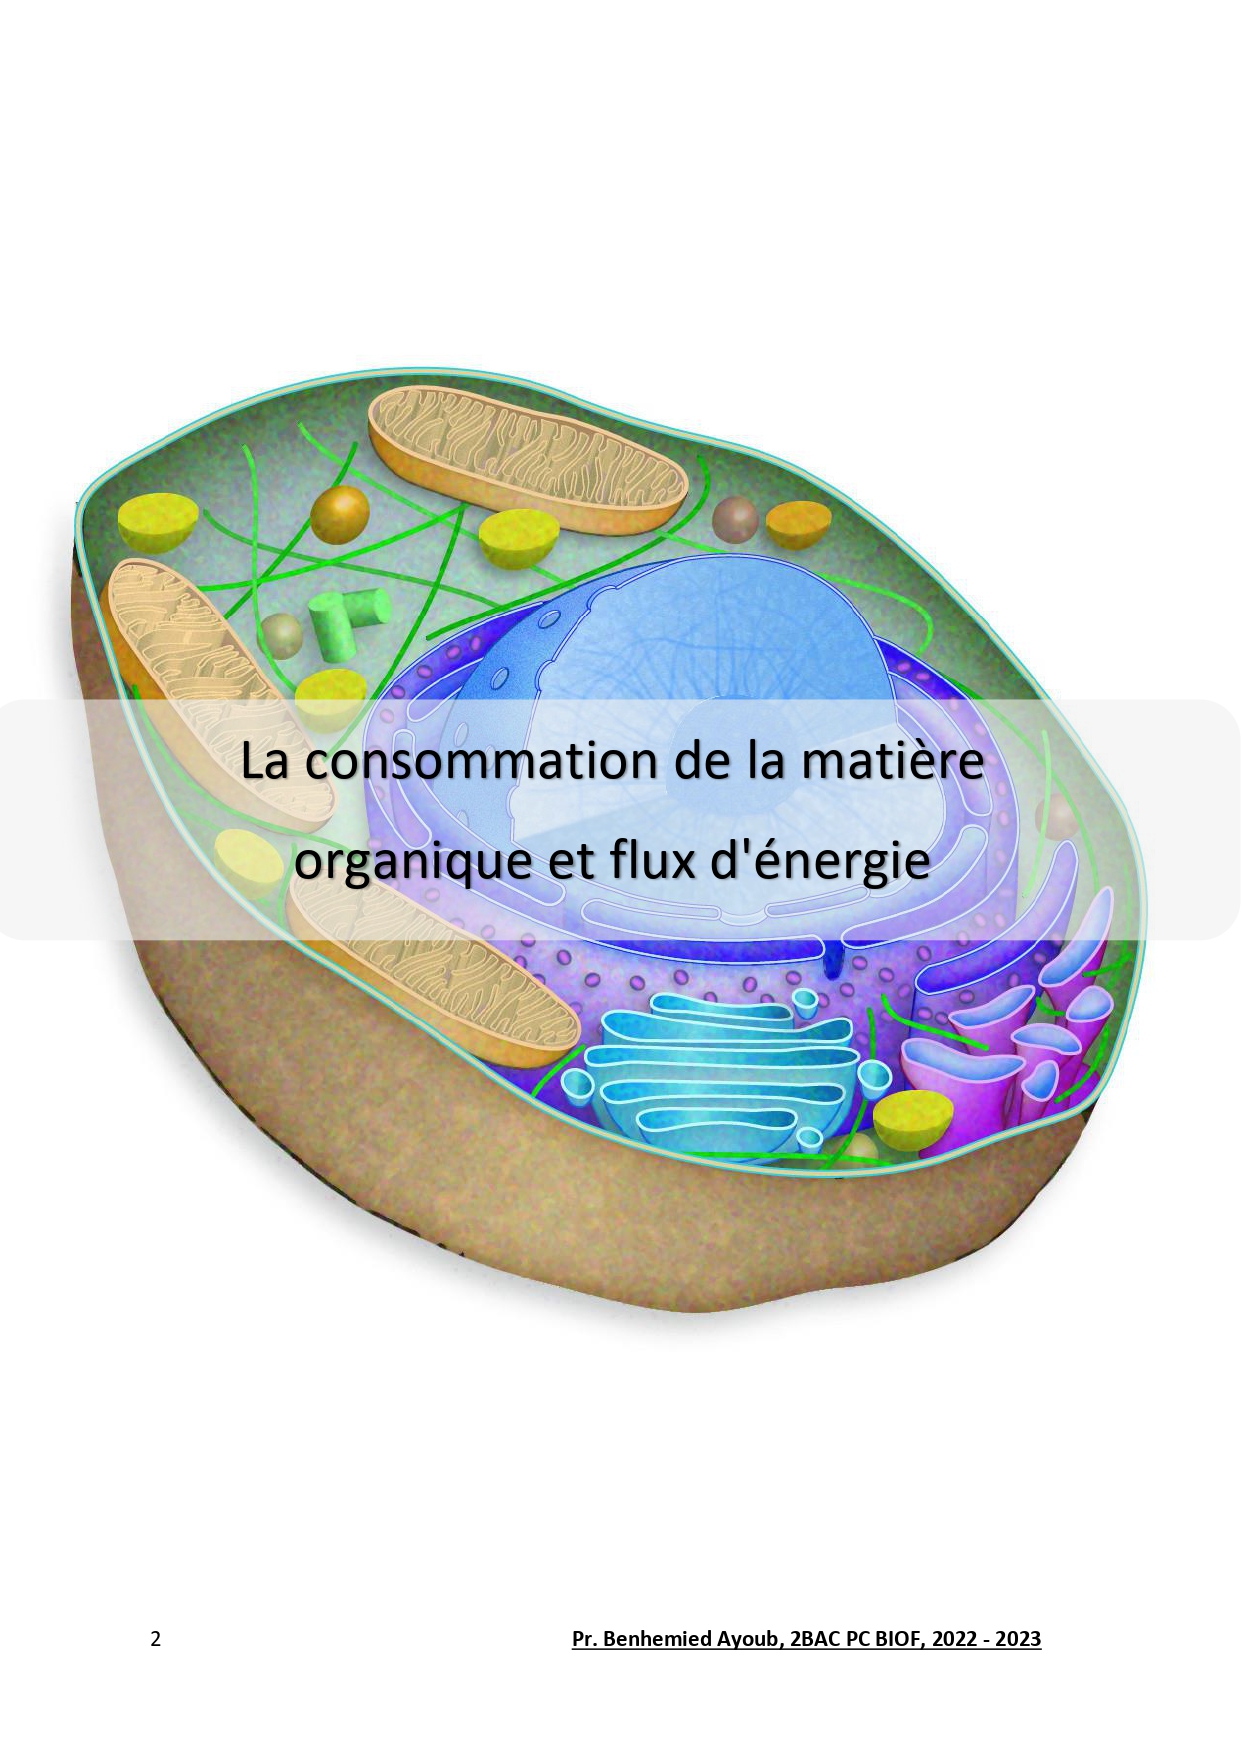 La consommation de la matière
organique et flux d'énergie
2 Pr. Benhemied Ayoub, 2BAC PC BIOF, 2022 - 2023